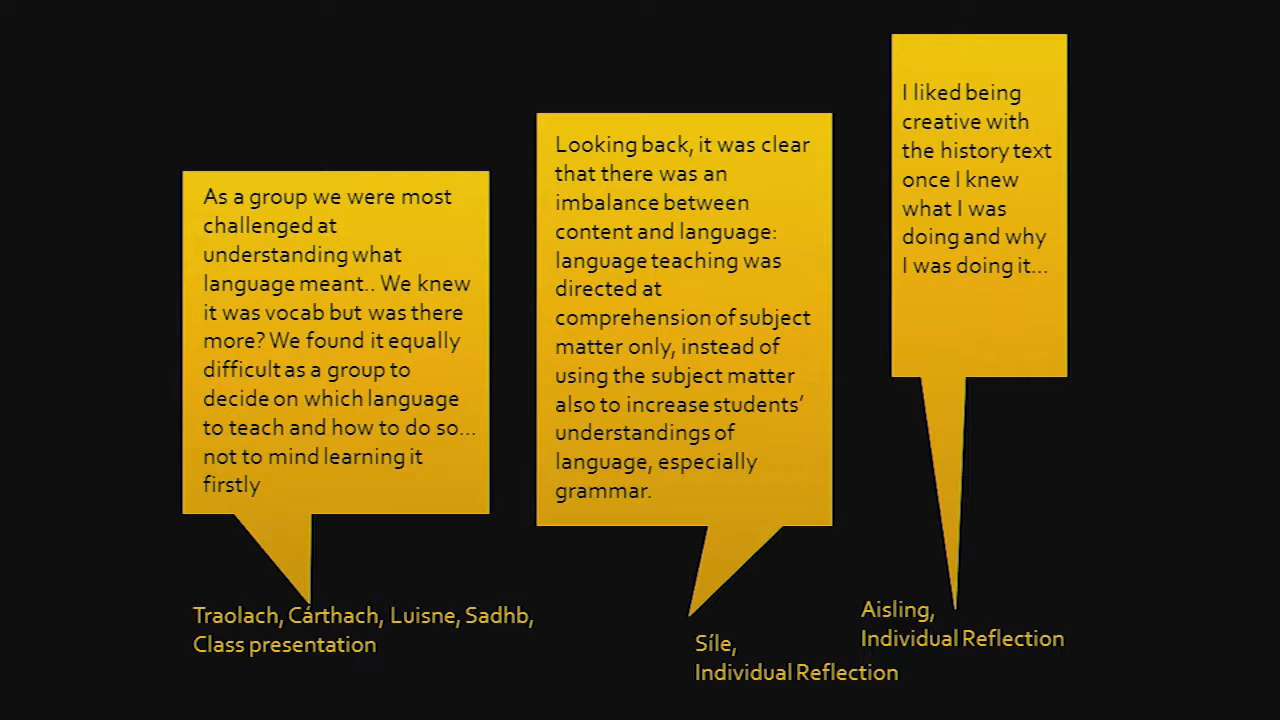 As a group we were most
challenged at
understanding what
language meant.. We knew
it was vocab but was there
more? We found it equally
difficult as a group to
decide on which language
to teach and how to do so...
not to mind learning it
firstly
Traolach, Cárthach, Luisne, Sadhb,
Class presentation
Looking back, it was clear
that there was an
imbalance between
content and language:
language teaching was
directed at
comprehension of subject
matter only, instead of
using the subject matter
also to increase students’
understandings of
language, especially
grammar.
Síle,
Individual Reflection
I liked being
creative with
the history text
once I knew
what I was
doing and why
I was doing it...
Aisling,
Individual Reflection